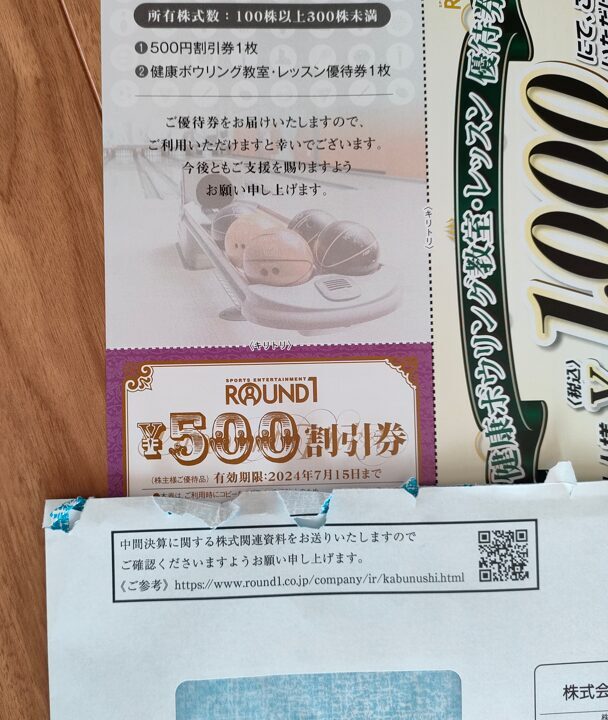 所有株式数：100株以上300株未満
❶500円割引券1枚
❷健康ボウリング教室・レッスン優待券1枚
ご優待券をお届けいたしますので、
ご利用いただけますと幸いでございます。
今後ともご支援を賜りますよう
お願い申し上げます。
〈キリトリ〉
〈キリトリ〉
SPORTS ENTERTAINMENT
ROUND1
¥500割引券
(株主様ご優待品) 有効期限：2024年7月15日まで
健康ボウリング教室・レッスン 優待券
1,000
(税込)
¥
中間決算に関する株式関連資料をお送りいたしますので
ご確認くださいますようお願い申し上げます。
《ご参考》https://www.round1.co.jp/company/ir/kabunushi.html
株式会